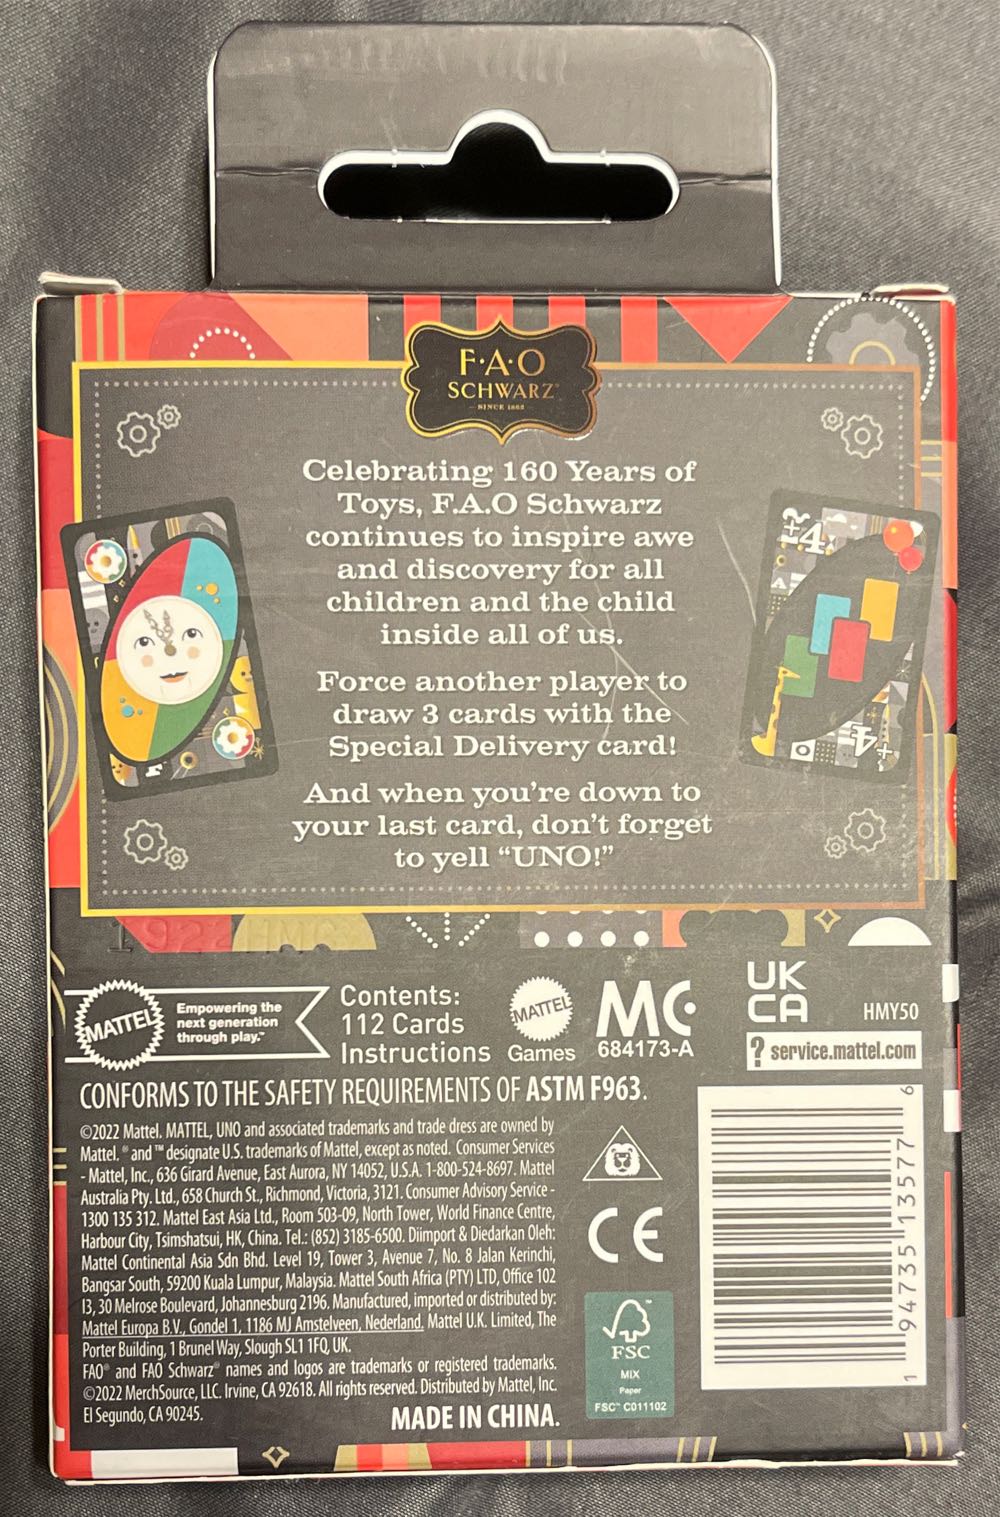 F·A·O
SCHWARZ
SINCE 1862
Celebrating 160 Years of
Toys, F.A.O Schwarz
continues to inspire awe
and discovery for all
children and the child
inside all of us.
Force another player to
draw 3 cards with the
Special Delivery card!
And when you're down to
your last card, don't forget
to yell “UNO!”
+4
A
F
O
+4
1922HMC
MATTEL
Empowering the
next generation
through play.™
Contents:
112 Cards
Instructions
MATTEL
Games
MC
684173-A
UK
CA
HMY50
? service.mattel.com
CONFORMS TO THE SAFETY REQUIREMENTS OF ASTM F963.
©2022 Mattel. MATTEL, UNO and associated trademarks and trade dress are owned by
Mattel. ® and ™ designate U.S. trademarks of Mattel, except as noted. Consumer Services
- Mattel, Inc., 636 Girard Avenue, East Aurora, NY 14052, U.S.A. 1-800-524-8697. Mattel
Australia Pty. Ltd., 658 Church St., Richmond, Victoria, 3121. Consumer Advisory Service -
1300 135 312. Mattel East Asia Ltd., Room 503-09, North Tower, World Finance Centre,
Harbour City, Tsimshatsui, HK, China. Tel.: (852) 3185-6500. Diimport & Diedarkan Oleh:
Mattel Continental Asia Sdn Bhd. Level 19, Tower 3, Avenue 7, No. 8 Jalan Kerinchi,
Bangsar South, 59200 Kuala Lumpur, Malaysia. Mattel South Africa (PTY) LTD, Office 102
I3, 30 Melrose Boulevard, Johannesburg 2196. Manufactured, imported or distributed by:
Mattel Europa B.V., Gondel 1, 1186 MJ Amstelveen, Nederland. Mattel U.K. Limited, The
Porter Building, 1 Brunel Way, Slough SL1 1FQ, UK.
FAO® and FAO Schwarz® names and logos are trademarks or registered trademarks.
©2022 MerchSource, LLC. Irvine, CA 92618. All rights reserved. Distributed by Mattel, Inc.
El Segundo, CA 90245.
MADE IN CHINA.
CE
FSC
MIX
Paper
FSC™ C011102
1 94735 13577 6